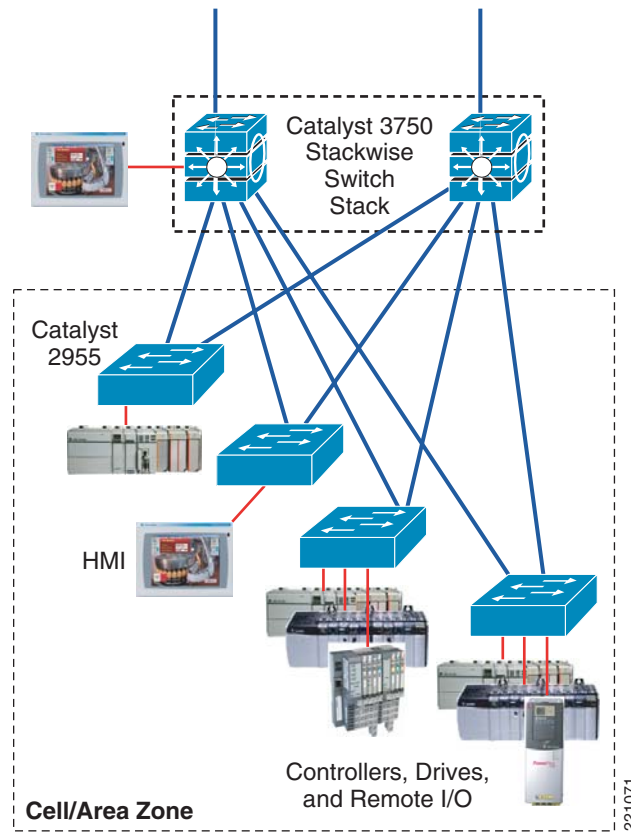 Catalyst 3750
Stackwise
Switch
Stack
Catalyst
2955
HMI
Controllers, Drives,
and Remote I/O
Cell/Area Zone
221071